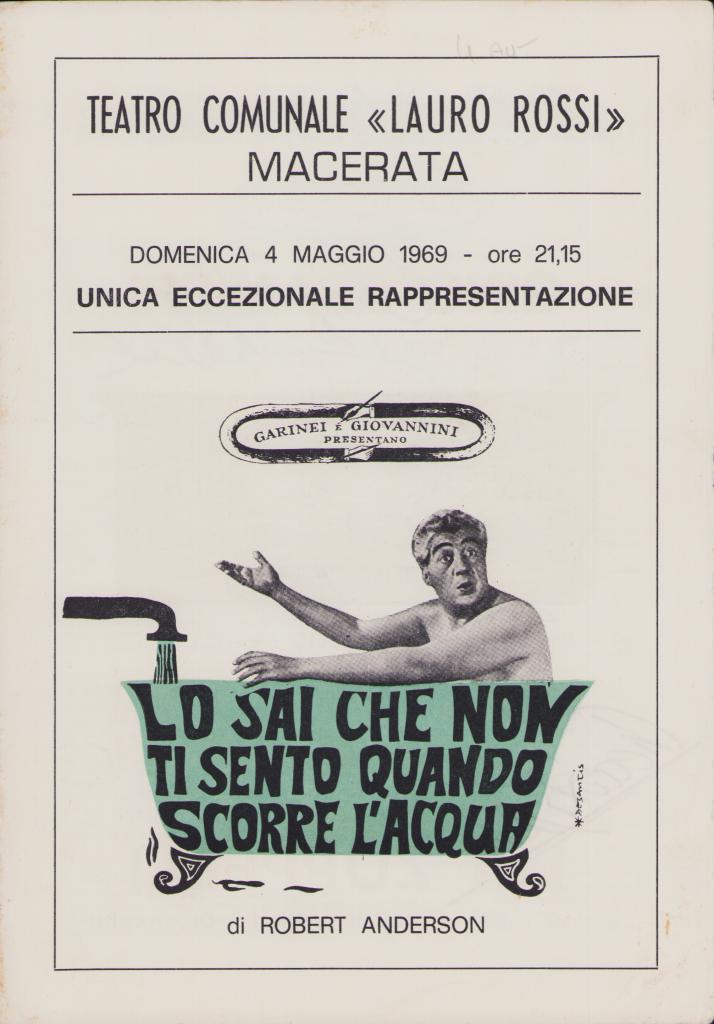 TEATRO COMUNALE «LAURO ROSSI»
MACERATA
DOMENICA 4 MAGGIO 1969 - ore 21,15
UNICA ECCEZIONALE RAPPRESENTAZIONE
GARINEI E GIOVANNINI
PRESENTANO
LO SAI CHE NON
TI SENTO QUANDO
SCORRE L'ACQUA
di ROBERT ANDERSON